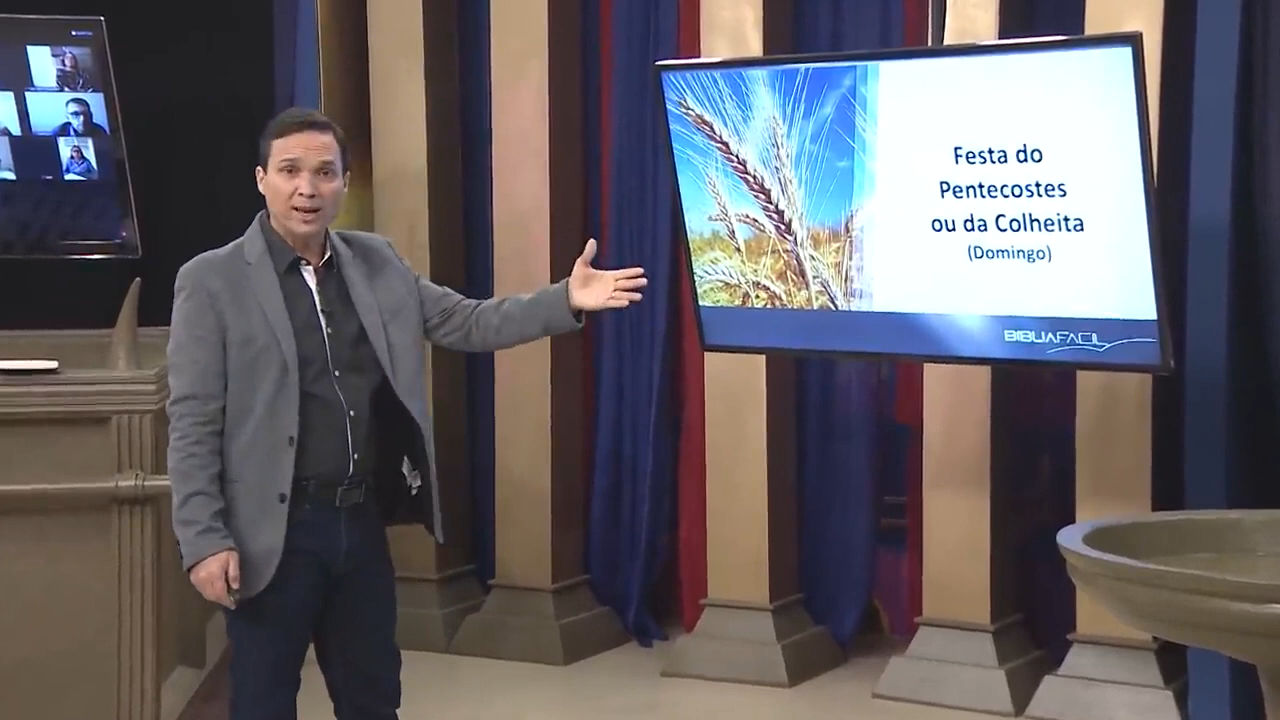 Festa do
Pentecostes
ou da Colheita
(Domingo)
BIBLIAFACIL